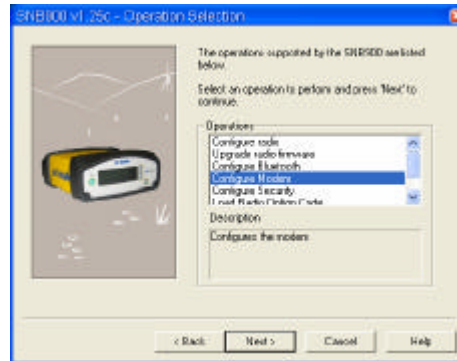 SNB900 v1.25c - Operation Selection
The operations supported by the SNB900 are listed
below.
Select an operation to perform and press 'Next' to
continue.
Operations
Configure radio
Upgrade radio firmware
Configure Bluetooth
Configure Modem
Configure Security
Load Radio Option Code
Description
Configures the modem
< Back
Next >
Cancel
Help